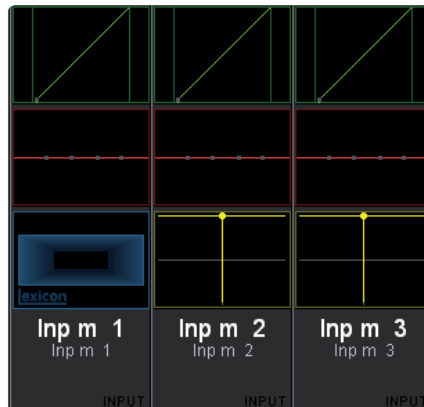 lexicon
Inp m 1
Inp m 1
INPUT
Inp m 2
Inp m 2
INPUT
Inp m 3
Inp m 3
INPUT